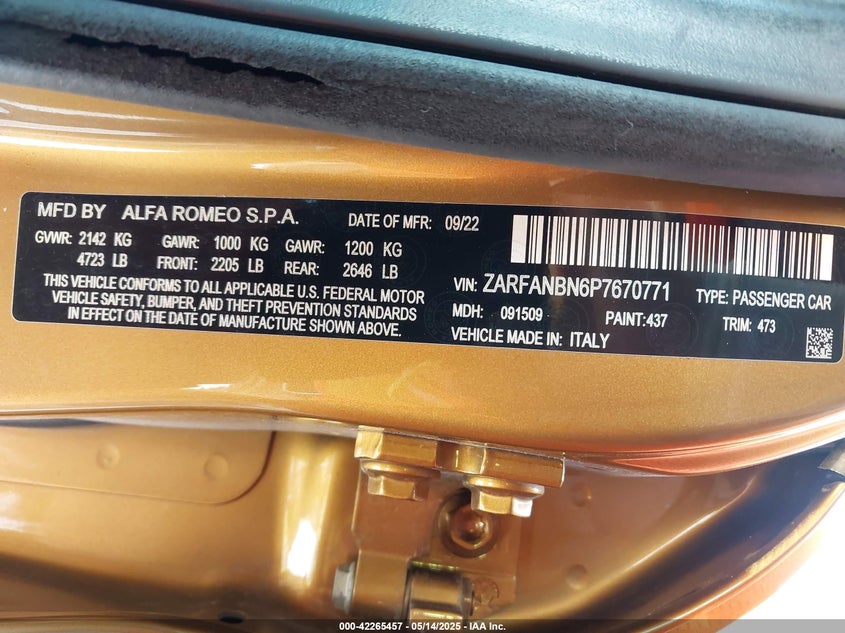 MFD BY ALFA ROMEO S.P.A. DATE OF MFR: 09/22
GVWR: 2142 KG GAWR: 1000 KG GAWR: 1200 KG
4723 LB FRONT: 2205 LB REAR: 2646 LB
THIS VEHICLE CONFORMS TO ALL APPLICABLE U.S. FEDERAL MOTOR
VEHICLE SAFETY, BUMPER, AND THEFT PREVENTION STANDARDS
IN EFFECT ON THE DATE OF MANUFACTURE SHOWN ABOVE.
VIN: ZARFANBN6P7670771 TYPE: PASSENGER CAR
MDH: 091509 PAINT:437 TRIM: 473
VEHICLE MADE IN: ITALY
000-42265457 - 05/14/2025 - IAA Inc.